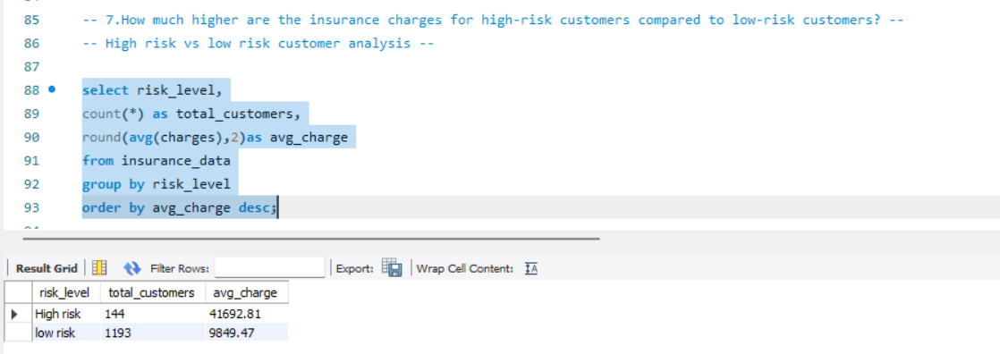 85 -- 7.How much higher are the insurance charges for high-risk customers compared to low-risk customers? --
86 -- High risk vs low risk customer analysis --
87
88 select risk_level,
89 count(*) as total_customers,
90 round(avg(charges),2)as avg_charge
91 from insurance_data
92 group by risk_level
93 order by avg_charge desc;
Result Grid Filter Rows: Export: Wrap Cell Content: IA
risk_level total_customers avg_charge
High risk 144 41692.81
low risk 1193 9849.47